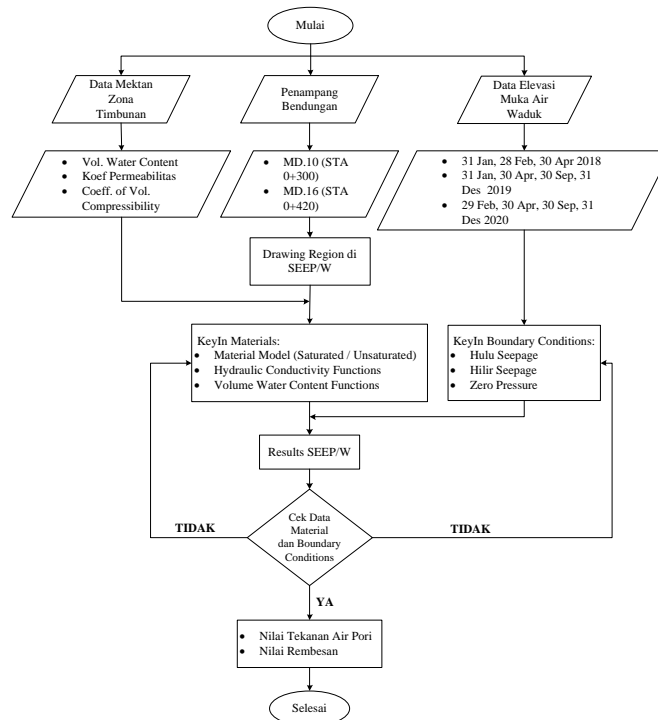 Mulai
Data Mektan
Zona
Timbunan
Penampang
Bendungan
Data Elevasi
Muka Air
Waduk
• Vol. Water Content
• Koef Permeabilitas
• Coeff. of Vol.
Compressibility
• MD.10 (STA
0+300)
• MD.16 (STA
0+420)
• 31 Jan, 28 Feb, 30 Apr 2018
• 31 Jan, 30 Apr, 30 Sep, 31
Des 2019
• 29 Feb, 30 Apr, 30 Sep, 31
Des 2020
Drawing Region di
SEEP/W
KeyIn Materials:
• Material Model (Saturated / Unsaturated)
• Hydraulic Conductivity Functions
• Volume Water Content Functions
KeyIn Boundary Conditions:
• Hulu Seepage
• Hilir Seepage
• Zero Pressure
Results SEEP/W
Cek Data
Material
dan Boundary
Conditions
TIDAK
TIDAK
YA
• Nilai Tekanan Air Pori
• Nilai Rembesan
Selesai